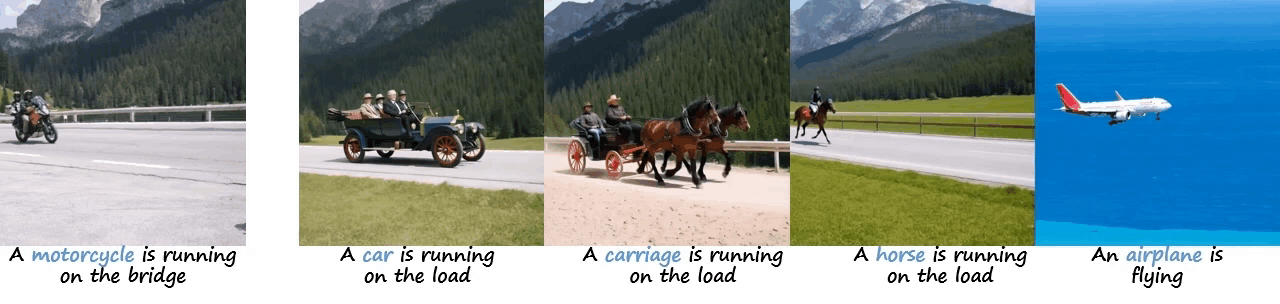 A motorcycle is running
on the bridge
A car is running
on the load
A carriage is running
on the load
A horse is running
on the load
An airplane is
flying